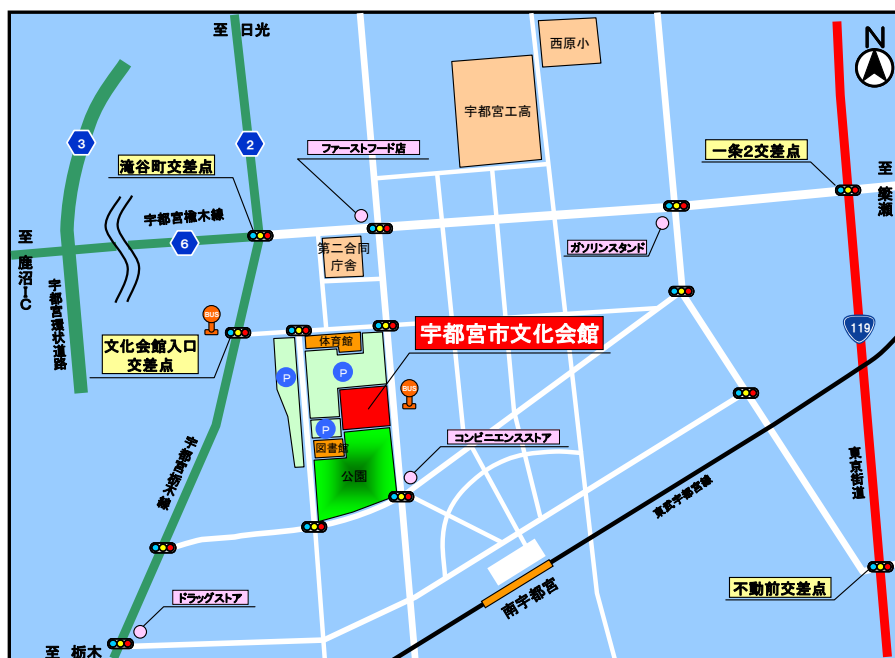 至 日光
西原小
N
宇都宮工高
3
2
ファーストフード店
一条2交差点
滝谷町交差点
至 簗瀬
宇都宮楡木線
6
至 鹿沼IC
第二合同
庁舎
ガソリンスタンド
宇都宮環状道路
BUS
宇都宮市文化会館
119
文化会館入口
交差点
体育館
P
P
BUS
P
図書館
コンビニエンスストア
公園
宇都宮栃木線
東武宇都宮線
東京街道
南宇都宮
不動前交差点
ドラッグストア
至 栃木